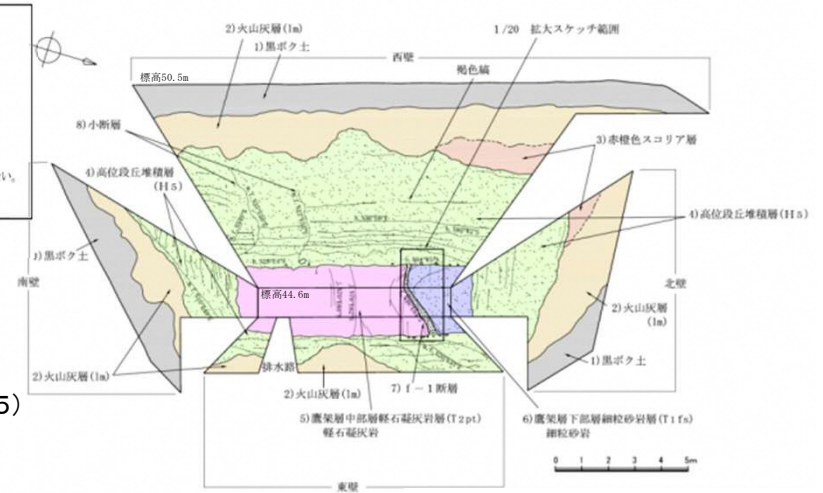 2)火山灰層(lm)
1)黒ボク土
1/20 拡大スケッチ範囲
西壁
標高50.5m
褐色縞
8)小断層
3)赤橙色スコリア層
い。
4)高位段丘堆積層
(H5)
4)高位段丘堆積層(H5)
1)黒ボク土
南壁
標高44.6m
北壁
2)火山灰層
(lm)
1)黒ボク土
2)火山灰層(lm)
排水路
2)火山灰層(lm)
7)f-1断層
5)
5)鷹架層中部層軽石凝灰岩層(T2pt)
軽石凝灰岩
6)鷹架層下部層細粒砂岩層(T1fs)
細粒砂岩
0 1 2 3 4 5m
東壁